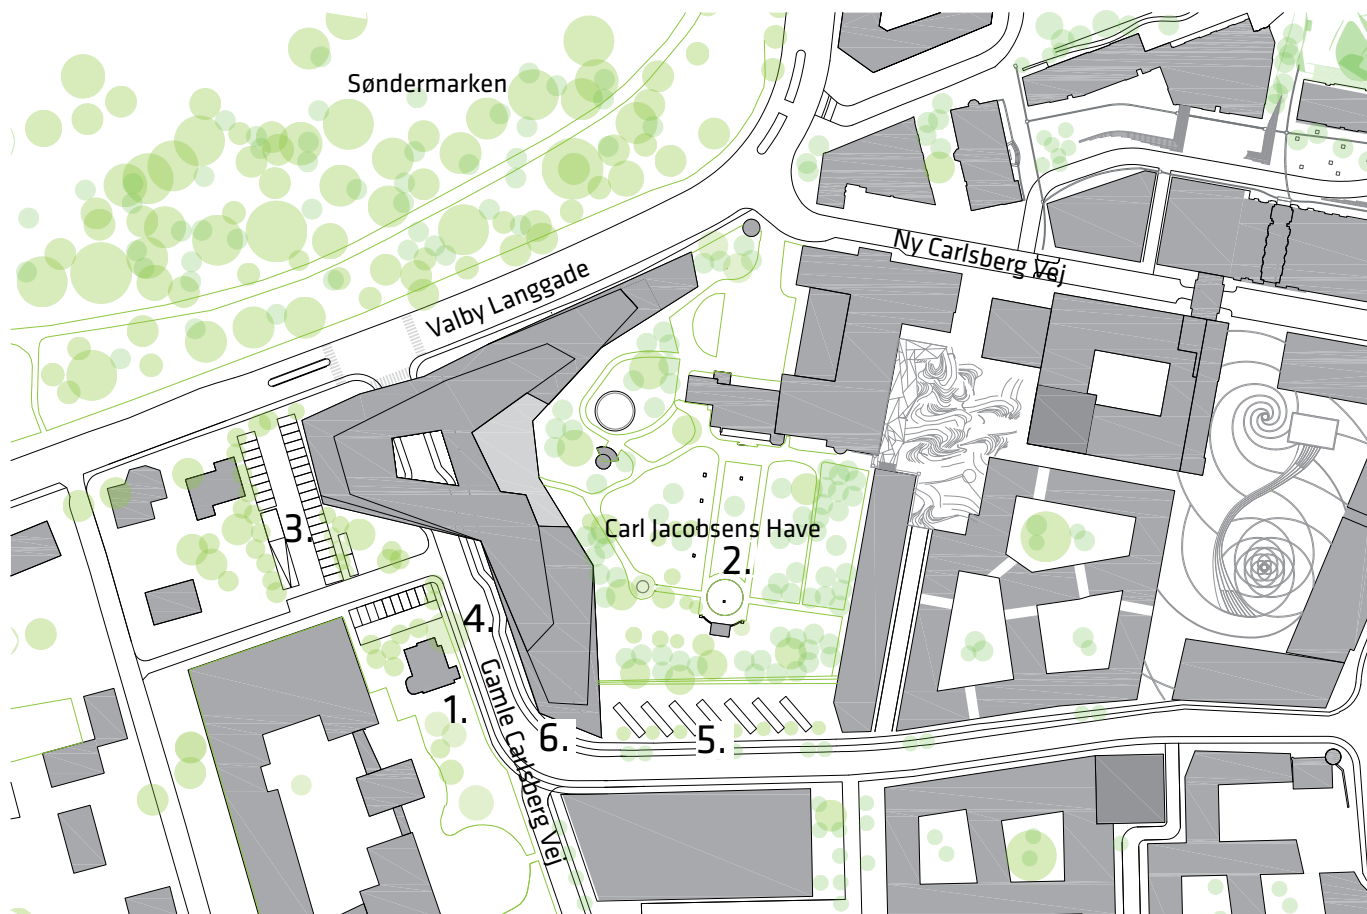 Søndermarken
Ny Carlsberg Vej
Valby Langgade
Carl Jacobsens Have
3.
2.
4.
Gamle Carlsberg Vej
1.
6.
5.